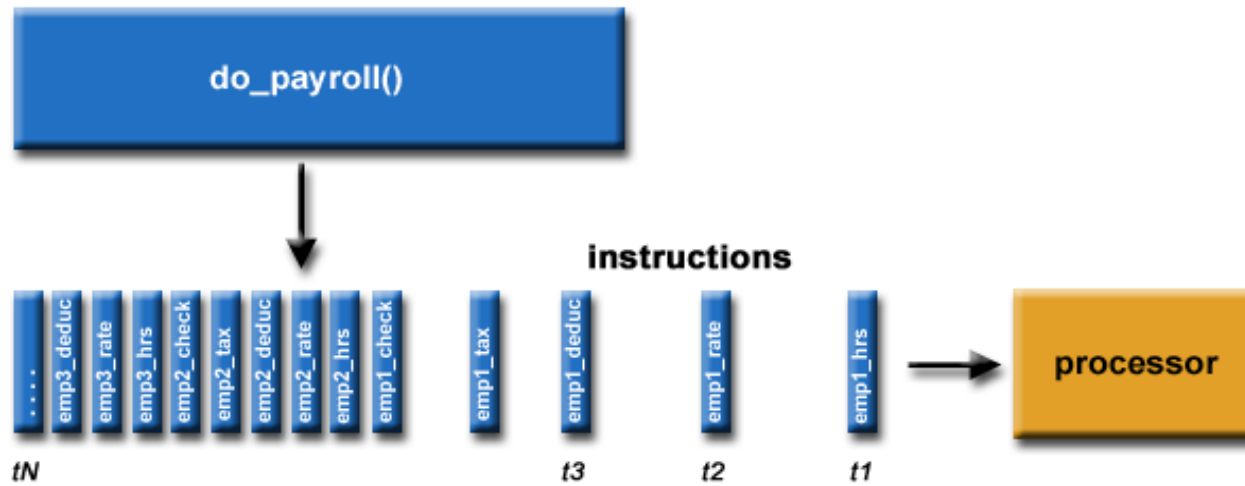 do_payroll()
instructions
....
emp3_deduc
emp3_rate
emp3_hrs
emp2_check
emp2_tax
emp2_deduc
emp2_rate
emp2_hrs
emp1_check
emp1_tax
emp1_deduc
emp1_rate
emp1_hrs
processor
tN
t3
t2
t1